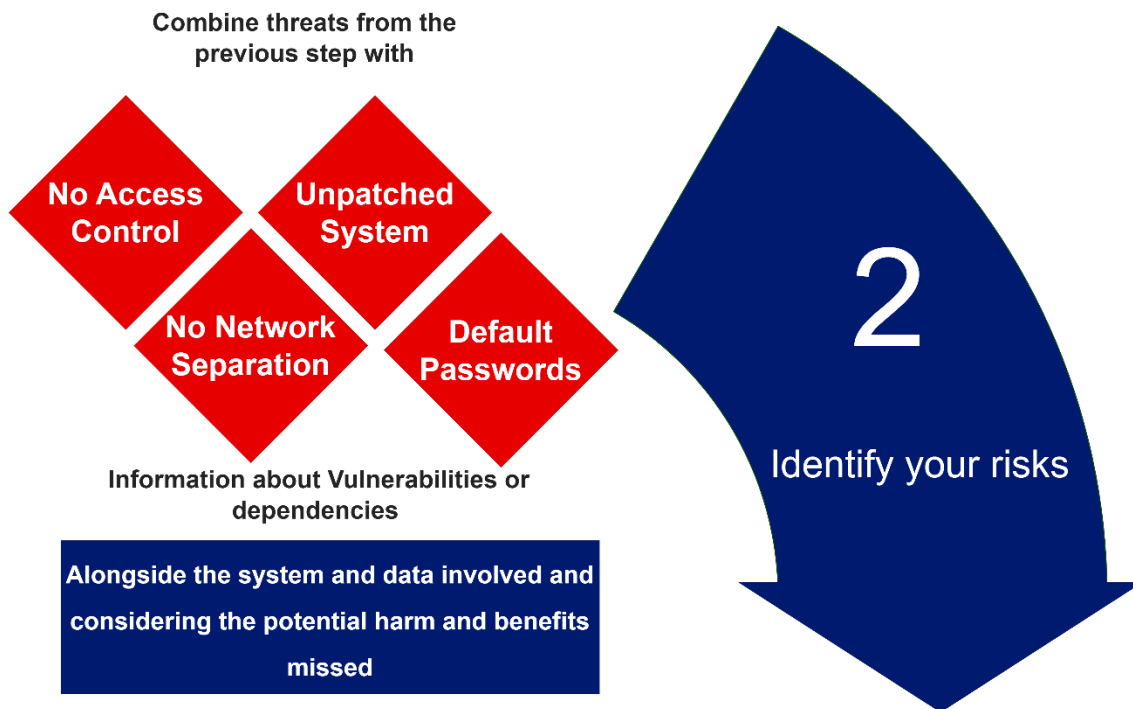 Combine threats from the
previous step with
No Access
Control
Unpatched
System
No Network
Separation
Default
Passwords
Information about Vulnerabilities or
dependencies
Alongside the system and data involved and
considering the potential harm and benefits
missed
2
Identify your risks